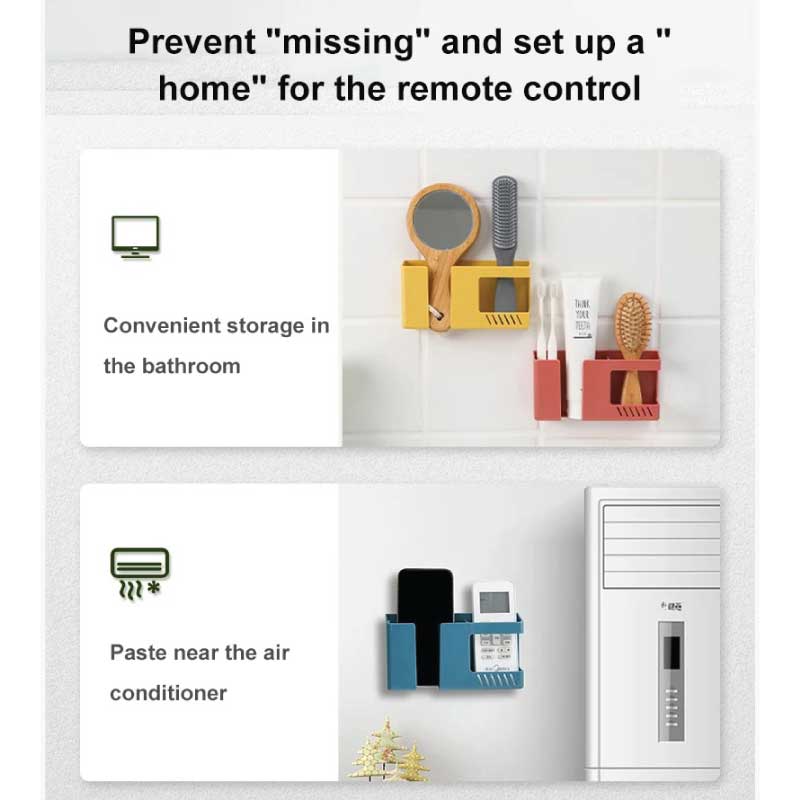 Prevent "missing" and set up a "
home" for the remote control
Convenient storage in
the bathroom
THINK
YOUR
TEETH
Paste near the air
conditioner